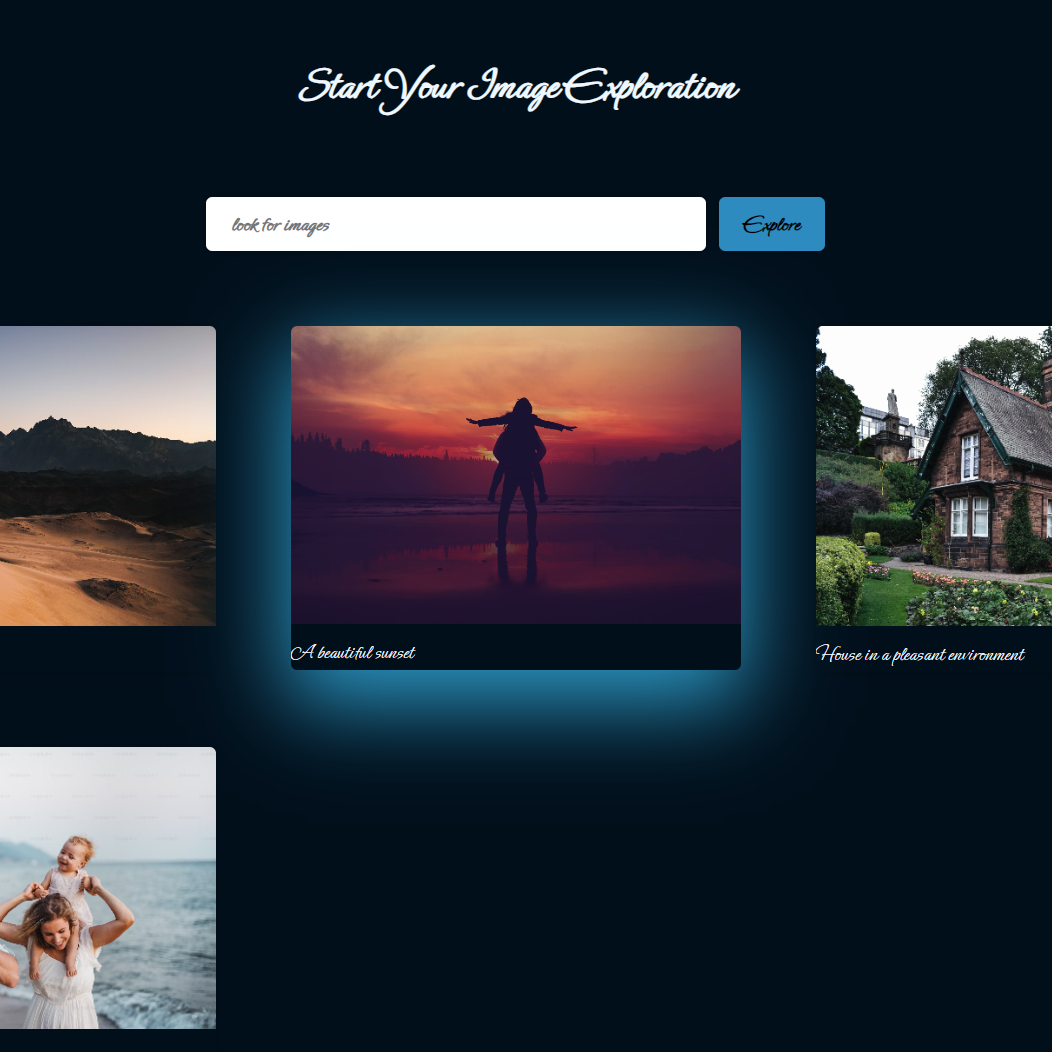 Start Your Image Exploration
look for images
Explore
A beautiful sunset
House in a pleasant environment